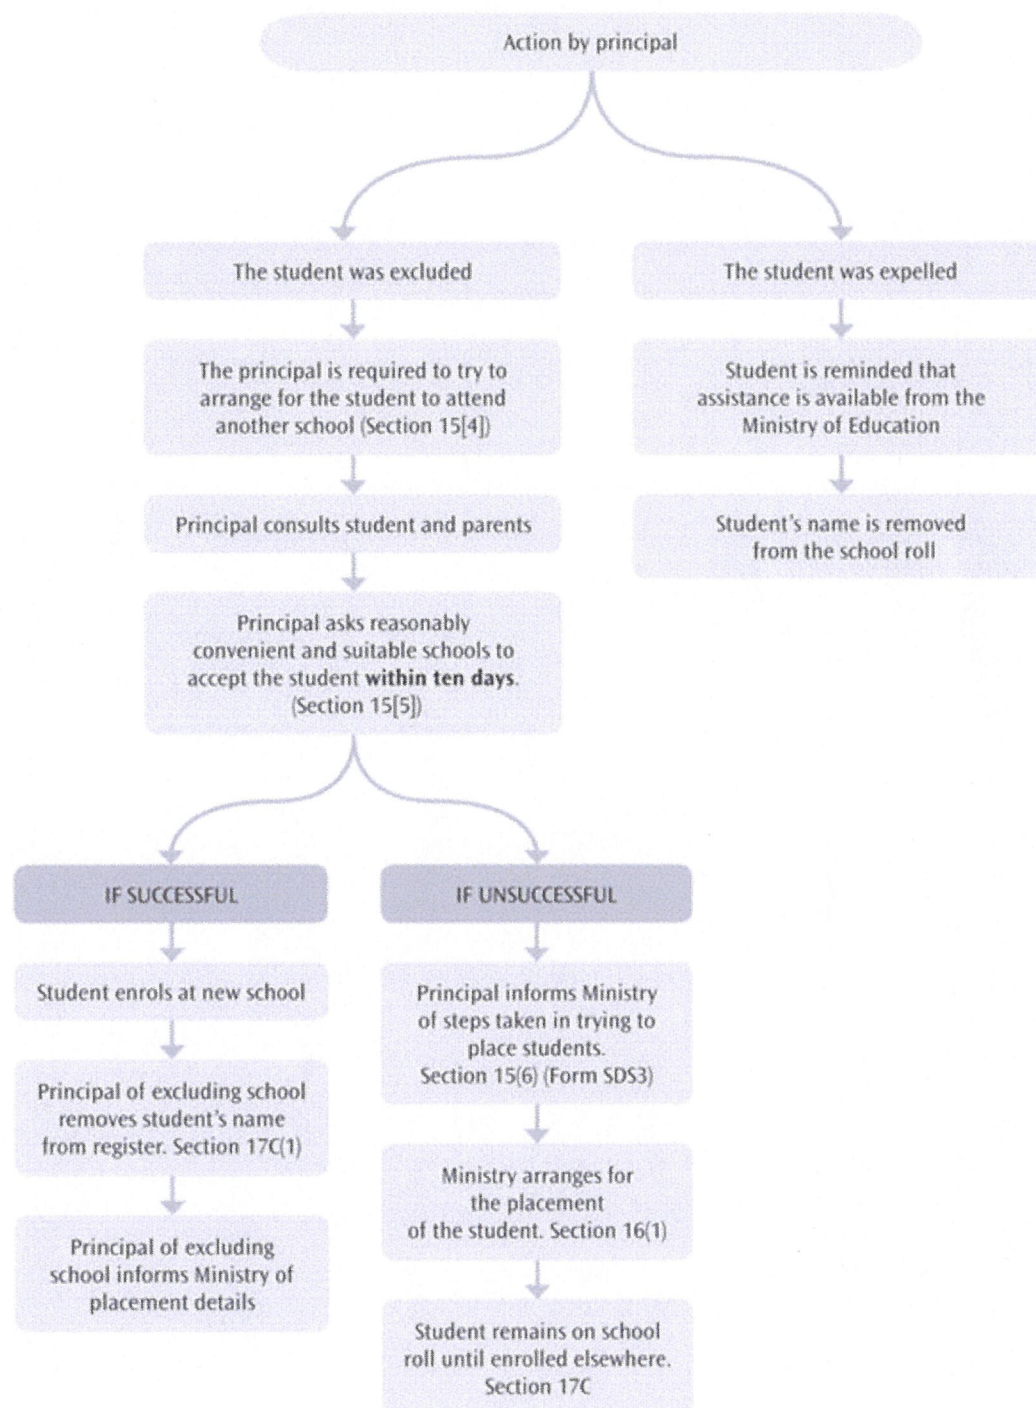 Action by principal
The student was excluded
The principal is required to try to
arrange for the student to attend
another school (Section 15[4])
Principal consults student and parents
Principal asks reasonably
convenient and suitable schools to
accept the student within ten days.
(Section 15[5])
The student was expelled
Student is reminded that
assistance is available from the
Ministry of Education
Student's name is removed
from the school roll
IF SUCCESSFUL
Student enrols at new school
Principal of excluding school
removes student's name
from register. Section 17C(1)
Principal of excluding
school informs Ministry of
placement details
IF UNSUCCESSFUL
Principal informs Ministry
of steps taken in trying to
place students.
Section 15(6) (Form SDS3)
Ministry arranges for
the placement
of the student. Section 16(1)
Student remains on school
roll until enrolled elsewhere.
Section 17C